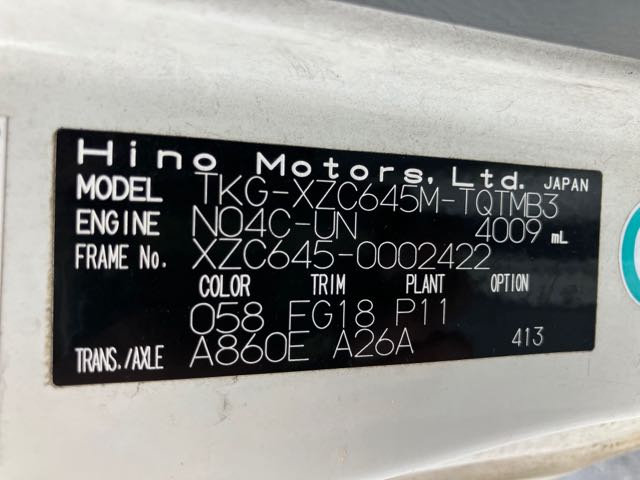 Hino Motors, Ltd. JAPAN
MODEL TKG-XZC645M-TQTMB3
ENGINE N04C-UN 4009 mL
FRAME No. XZC645-0002422
COLOR TRIM PLANT OPTION
058 FG18 P11
TRANS./AXLE A860E A26A 413